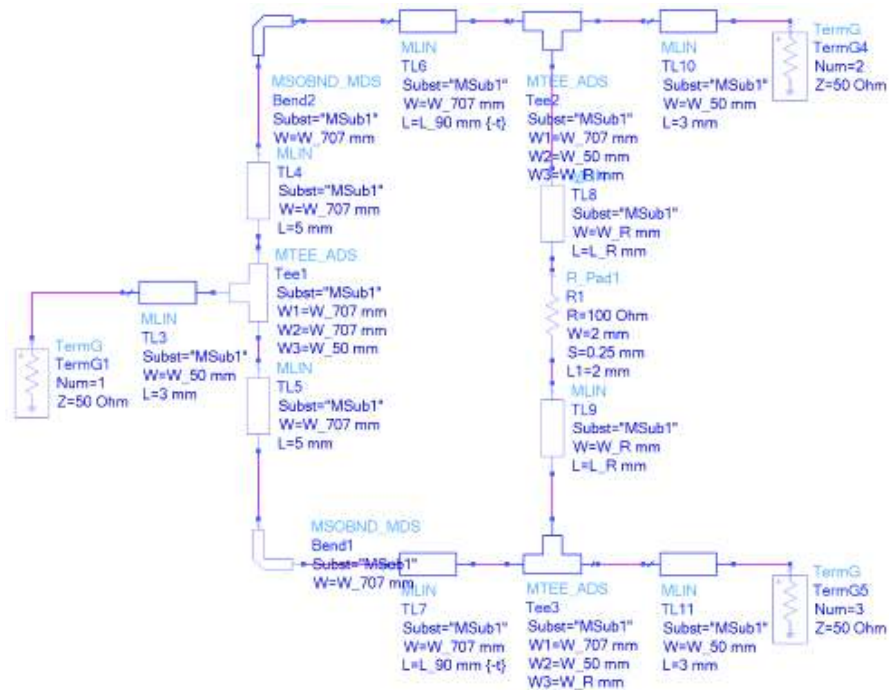 MLIN
TL6
Subst="MSub1"
W=W_707 mm
L=L_90 mm {-t}
MTEE_ADS
Tee2
Subst="MSub1"
W1=W_707 mm
W2=W_50 mm
W3=W_R mm
MLIN
TL10
Subst="MSub1"
W=W_50 mm
L=3 mm
TermG
TermG4
Num=2
Z=50 Ohm
MSOBND_MDS
Bend2
Subst="MSub1"
W=W_707 mm
MLIN
TL4
Subst="MSub1"
W=W_707 mm
L=5 mm
TL8
Subst="MSub1"
W=W_R mm
L=L_R mm
MTEE_ADS
Tee1
Subst="MSub1"
W1=W_707 mm
W2=W_707 mm
W3=W_50 mm
R_Pad1
R1
R=100 Ohm
W=2 mm
S=0.25 mm
L1=2 mm
TermG
TermG1
Num=1
Z=50 Ohm
MLIN
TL3
Subst="MSub1"
W=W_50 mm
L=3 mm
MLIN
TL5
Subst="MSub1"
W=W_707 mm
L=5 mm
MLIN
TL9
Subst="MSub1"
W=W_R mm
L=L_R mm
MSOBND_MDS
Bend1
Subst="MSub1"
W=W_707 mm
MLIN
TL7
Subst="MSub1"
W=W_707 mm
L=L_90 mm {-t}
MTEE_ADS
Tee3
Subst="MSub1"
W1=W_707 mm
W2=W_50 mm
W3=W_R mm
MLIN
TL11
Subst="MSub1"
W=W_50 mm
L=3 mm
TermG
TermG5
Num=3
Z=50 Ohm